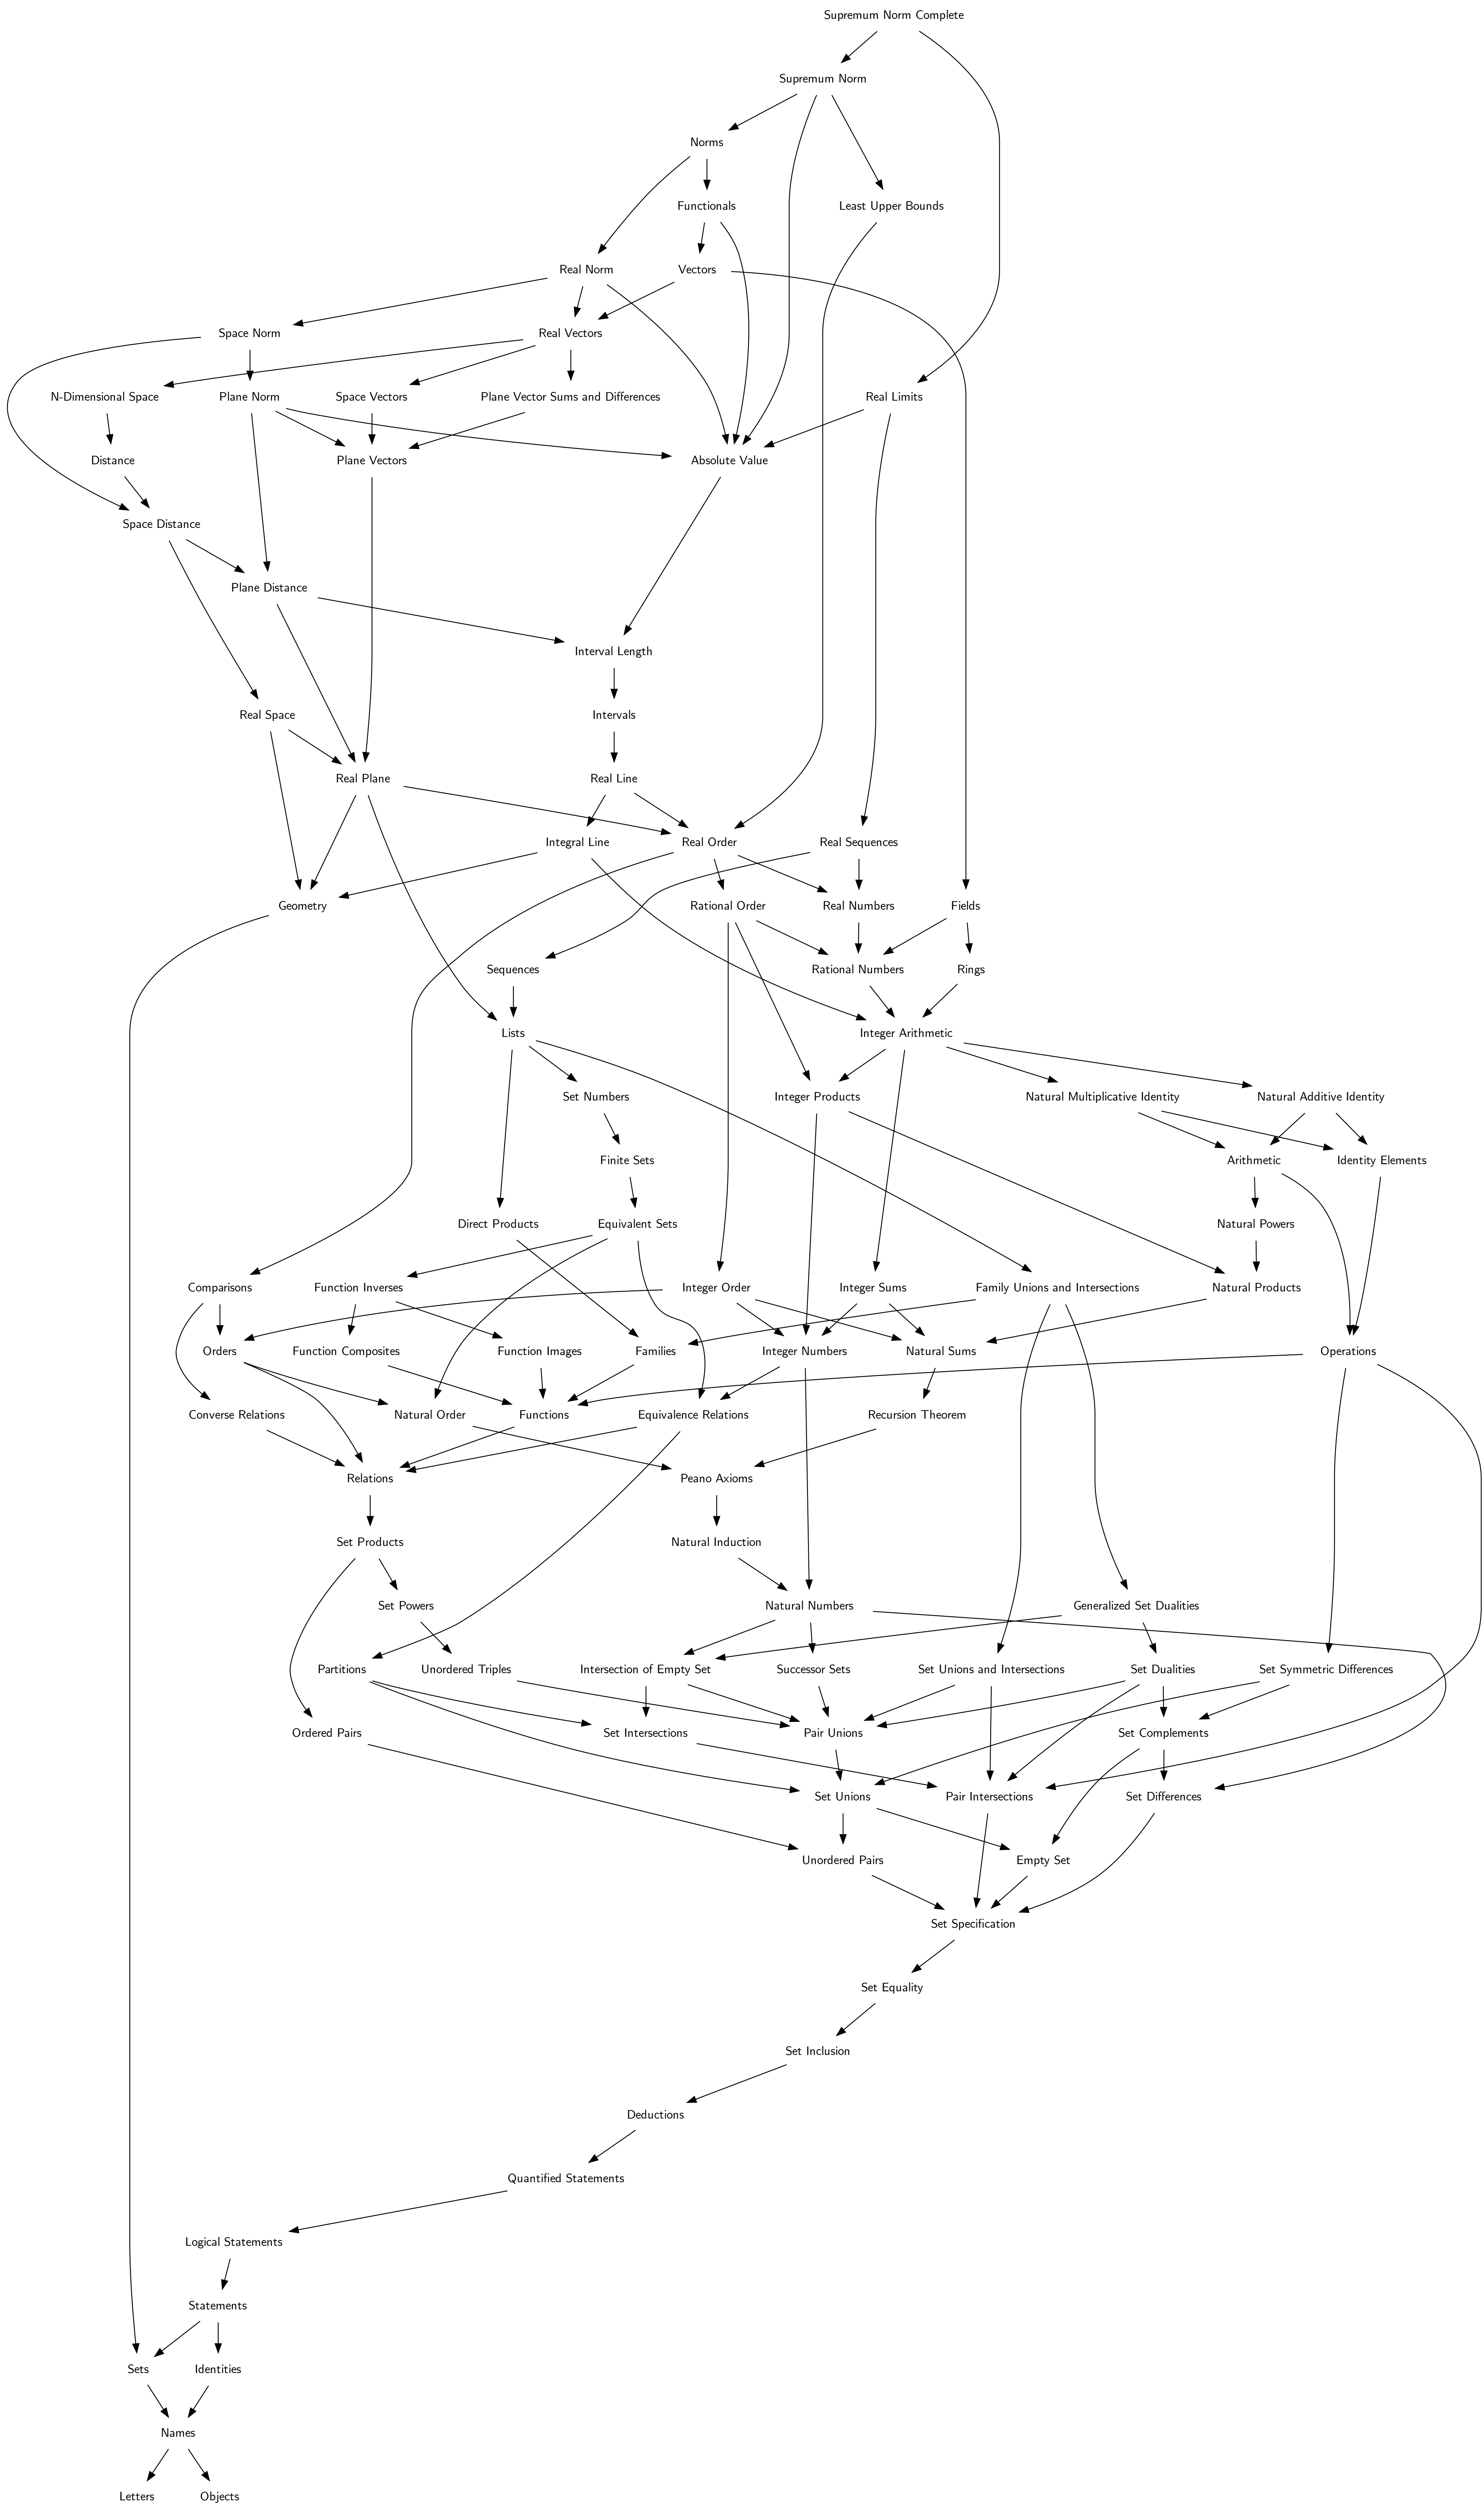 Supremum Norm Complete
Supremum Norm
Norms
Functionals
Least Upper Bounds
Real Norm
Vectors
Space Norm
Real Vectors
N-Dimensional Space
Plane Norm
Space Vectors
Plane Vector Sums and Differences
Real Limits
Distance
Plane Vectors
Absolute Value
Space Distance
Plane Distance
Interval Length
Real Space
Intervals
Real Plane
Real Line
Integral Line
Real Order
Real Sequences
Geometry
Rational Order
Real Numbers
Fields
Sequences
Rational Numbers
Rings
Lists
Integer Arithmetic
Set Numbers
Integer Products
Natural Multiplicative Identity
Natural Additive Identity
Finite Sets
Arithmetic
Identity Elements
Direct Products
Equivalent Sets
Natural Powers
Comparisons
Function Inverses
Integer Order
Integer Sums
Family Unions and Intersections
Natural Products
Orders
Function Composites
Function Images
Families
Integer Numbers
Natural Sums
Operations
Converse Relations
Natural Order
Functions
Equivalence Relations
Recursion Theorem
Relations
Peano Axioms
Set Products
Natural Induction
Set Powers
Natural Numbers
Generalized Set Dualities
Partitions
Unordered Triples
Intersection of Empty Set
Successor Sets
Set Unions and Intersections
Set Dualities
Set Symmetric Differences
Ordered Pairs
Set Intersections
Pair Unions
Set Complements
Set Unions
Pair Intersections
Set Differences
Unordered Pairs
Empty Set
Set Specification
Set Equality
Set Inclusion
Deductions
Quantified Statements
Logical Statements
Statements
Sets
Identities
Names
Letters
Objects